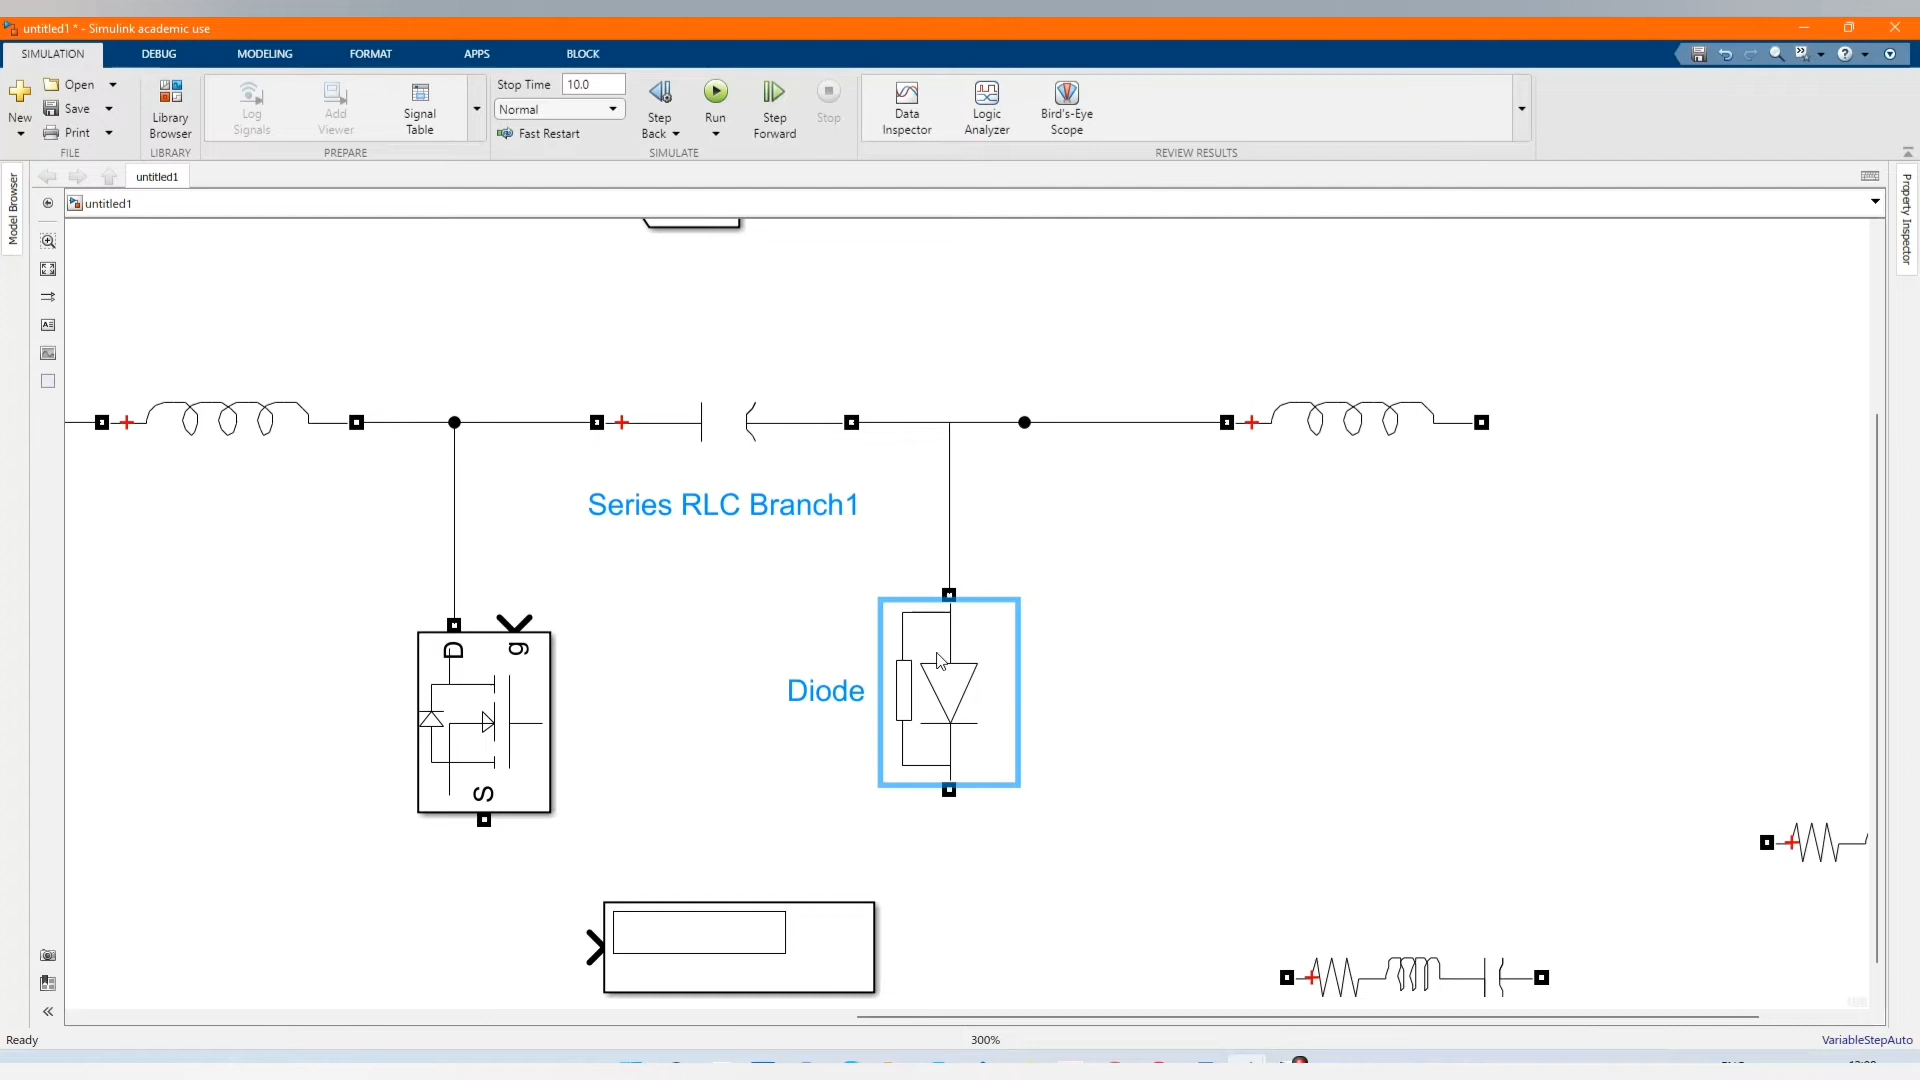 untitled1 * - Simulink academic use
SIMULATION
DEBUG
MODELING
FORMAT
APPS
BLOCK
New
Open
Save
Print
FILE
Library
Browser
LIBRARY
Log
Signals
Add
Viewer
Signal
Table
PREPARE
Stop Time
10.0
Normal
Fast Restart
Step
Back
Run
Step
Forward
Stop
SIMULATE
Data
Inspector
Logic
Analyzer
Bird's-Eye
Scope
REVIEW RESULTS
Model Browser
untitled1
untitled1
Property Inspector
Series RLC Branch1
D
g
S
Diode
Ready
300%
VariableStepAuto